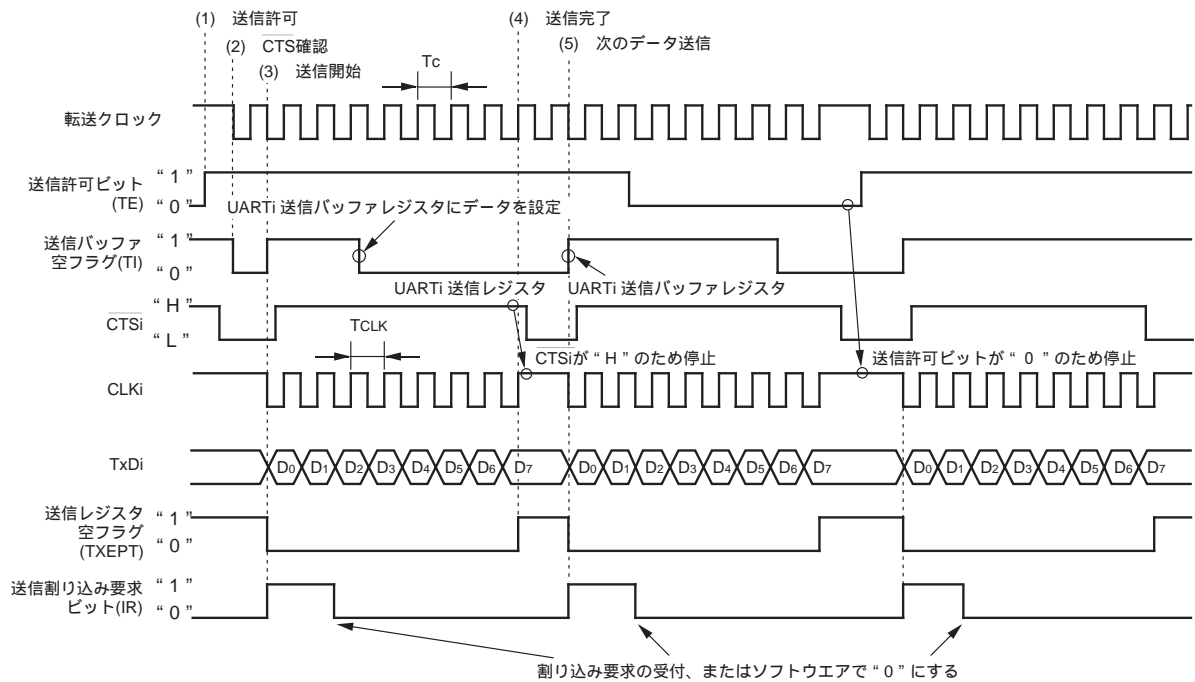 (1) 送信許可
(4) 送信完了
(2) CTS確認
(5) 次のデータ送信
(3) 送信開始
Tc
転送クロック
送信許可ビット
(TE)
“ 1 ”
“ 0 ”
UARTi 送信バッファレジスタにデータを設定
送信バッファ
空フラグ(TI)
“ 1 ”
“ 0 ”
UARTi 送信レジスタ
UARTi 送信バッファレジスタ
CTSi
“ H ”
“ L ”
TCLK
CTSiが“ H ”のため停止
送信許可ビットが“ 0 ”のため停止
CLKi
TxDi
D0 D1 D2 D3 D4 D5 D6 D7 D0 D1 D2 D3 D4 D5 D6 D7 D0 D1 D2 D3 D4 D5 D6 D7
送信レジスタ
空フラグ
(TXEPT)
“ 1 ”
“ 0 ”
送信割り込み要求
ビット(IR)
“ 1 ”
“ 0 ”
割り込み要求の受付、またはソフトウエアで“ 0 ”にする